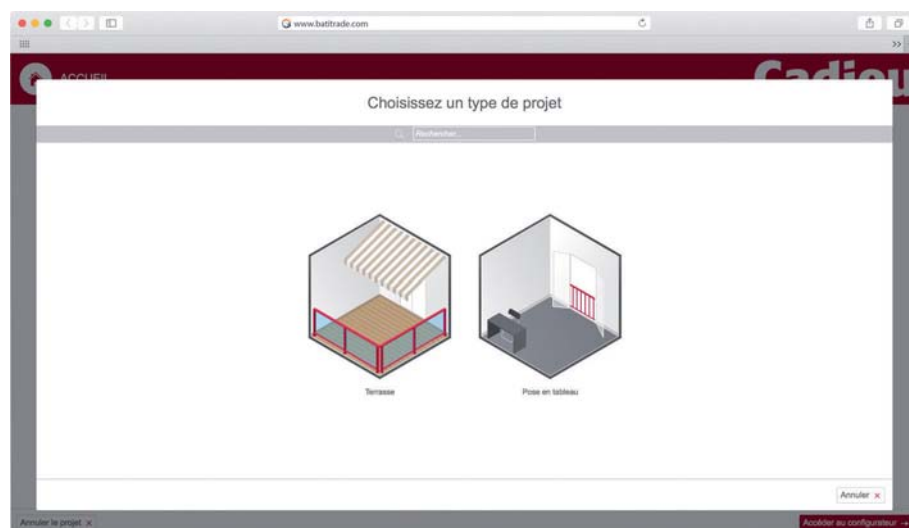 www.batitrade.com
ACCUEIL
Cadiou
Choisissez un type de projet
Rechercher...
Terrasse
Pose en tableau
Annuler ×
Annuler le projet ×
Accéder au configurateur